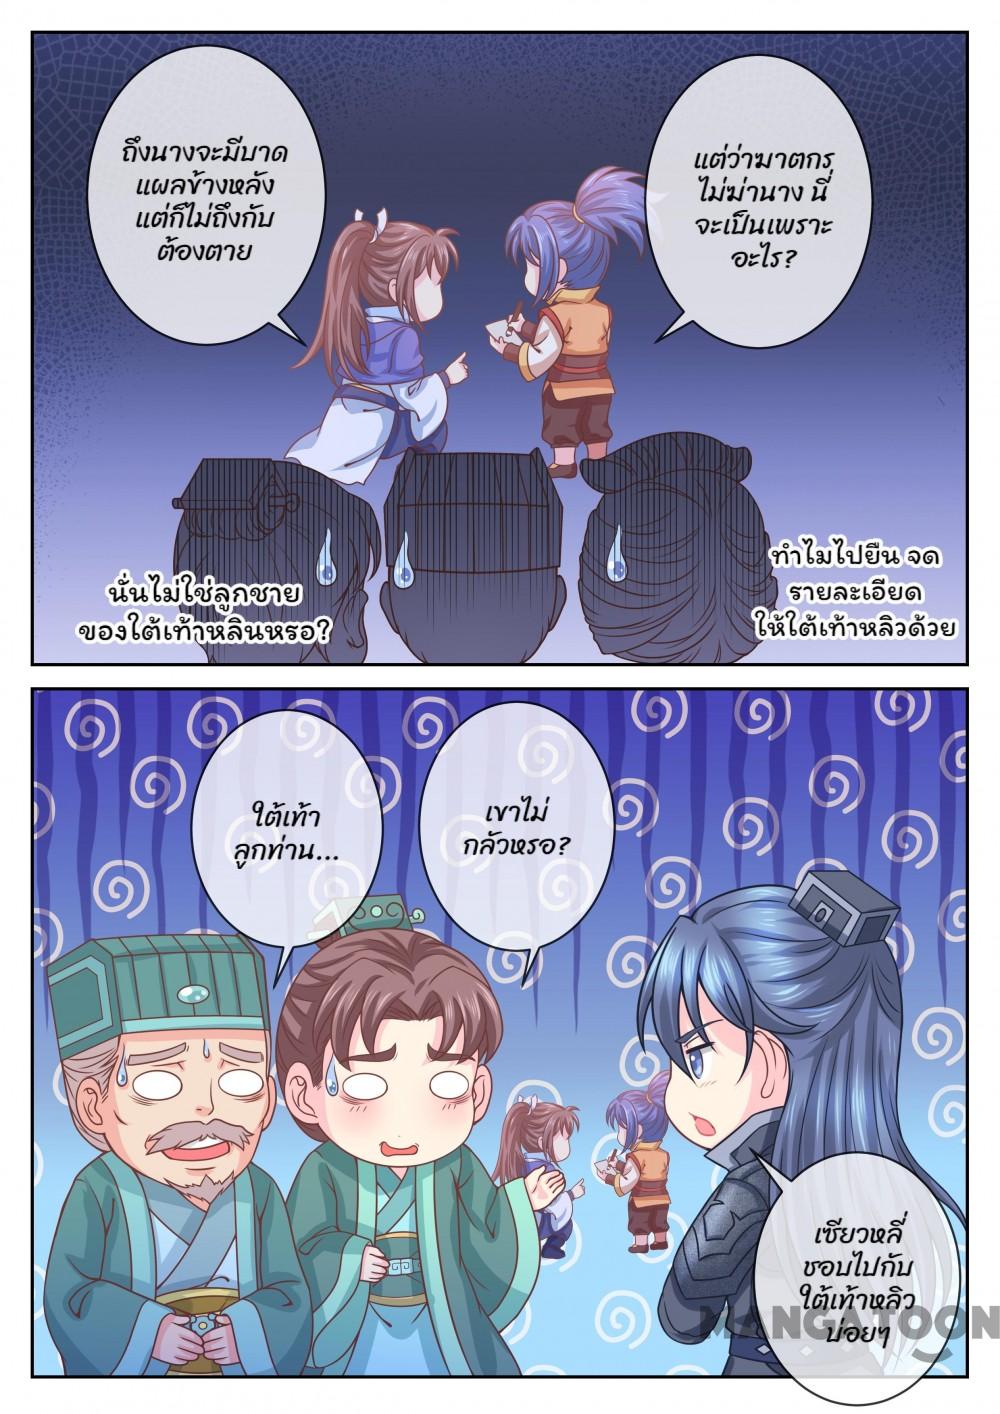 ถึงนางจะมีบาด
แผลข้างหลัง
แต่ก็ไม่ถึงกับ
ต้องตาย
แต่ว่าฆาตกร
ไม่ฆ่านาง นี่
จะเป็นเพราะ
อะไร?
นั่นไม่ใช่ลูกชาย
ของใต้เท้าหลินหรอ?
ทำไมไปยืน จด
รายละเอียด
ให้ใต้เท้าหลิวด้วย
ใต้เท้า
ลูกท่าน...
เขาไม่
กลัวหรอ?
เซียวหลี่
ชอบไปกับ
ใต้เท้าหลิว
บ่อยๆ
MANGATOON